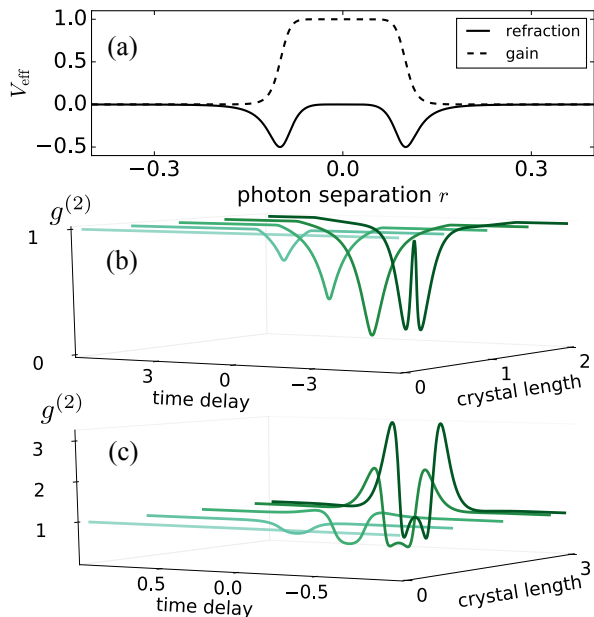 (a)
refraction
gain
V_eff
1.0
0.5
0.0
−0.5
−0.3
0.0
0.3
photon separation r
g^(2)
(b)
1
0
3
0
−3
time delay
0
1
2
crystal length
g^(2)
(c)
3
2
1
0.5
0.0
−0.5
time delay
0
3
crystal length